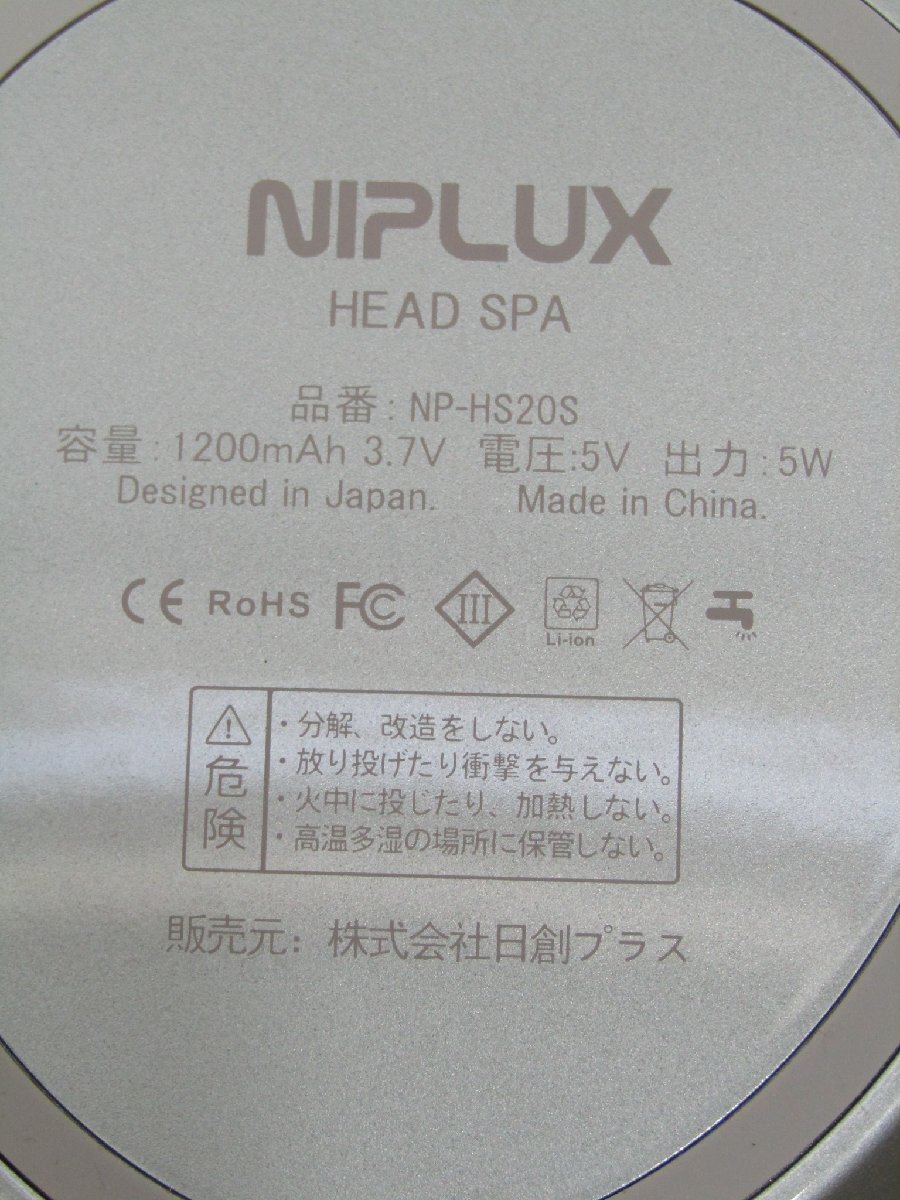 NIPLUX
HEAD SPA
品番: NP-HS20S
容量:1200mAh 3.7V 電圧:5V 出力:5W
Designed in Japan. Made in China.
CE RoHS FC III Li-ion
危険
・分解、改造をしない。
・放り投げたり衝撃を与えない。
・火中に投じたり、加熱しない。
・高温多湿の場所に保管しない。
販売元: 株式会社日創プラス